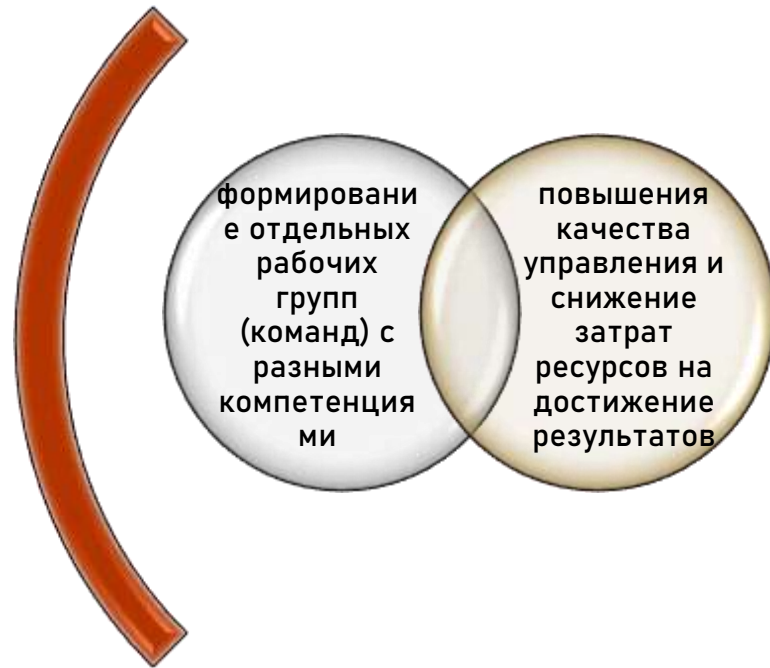 формировани
е отдельных
рабочих
групп
(команд) с
разными
компетенция
ми
повышения
качества
управления и
снижение
затрат
ресурсов на
достижение
результатов